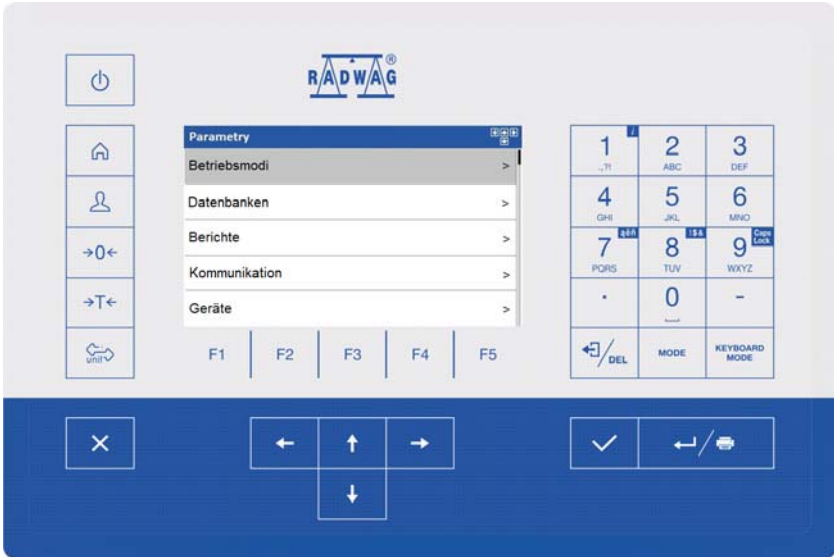 RADWAG®
Parametry
Betriebsmodi >
Datenbanken >
Berichte >
Kommunikation >
Geräte >
F1 F2 F3 F4 F5
→0←
→T←
unit
1 .,?! i
2 ABC
3 DEF
4 GHI
5 JKL
6 MNO
7 PQRS ąêñ
8 TUV !$&
9 WXYZ Caps Lock
.
0
-
/DEL
MODE
KEYBOARD MODE